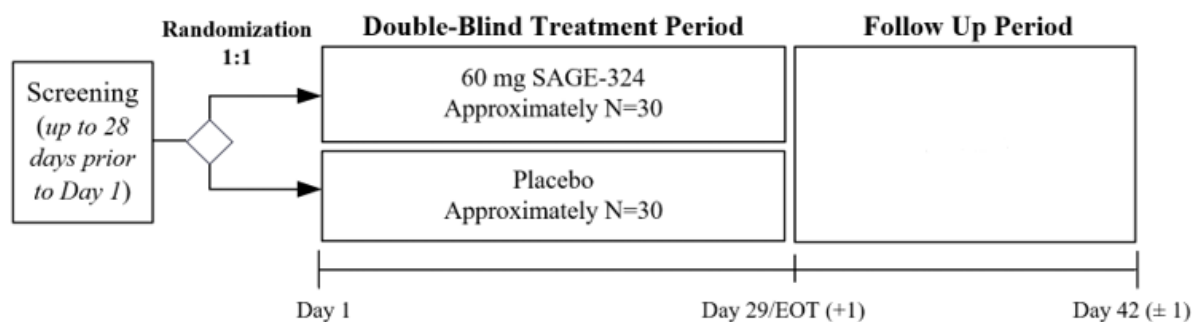 Randomization
1:1
Double-Blind Treatment Period
Follow Up Period
Screening
(up to 28
days prior
to Day 1)
60 mg SAGE-324
Approximately N=30
Placebo
Approximately N=30
Day 1
Day 29/EOT (+1)
Day 42 (± 1)